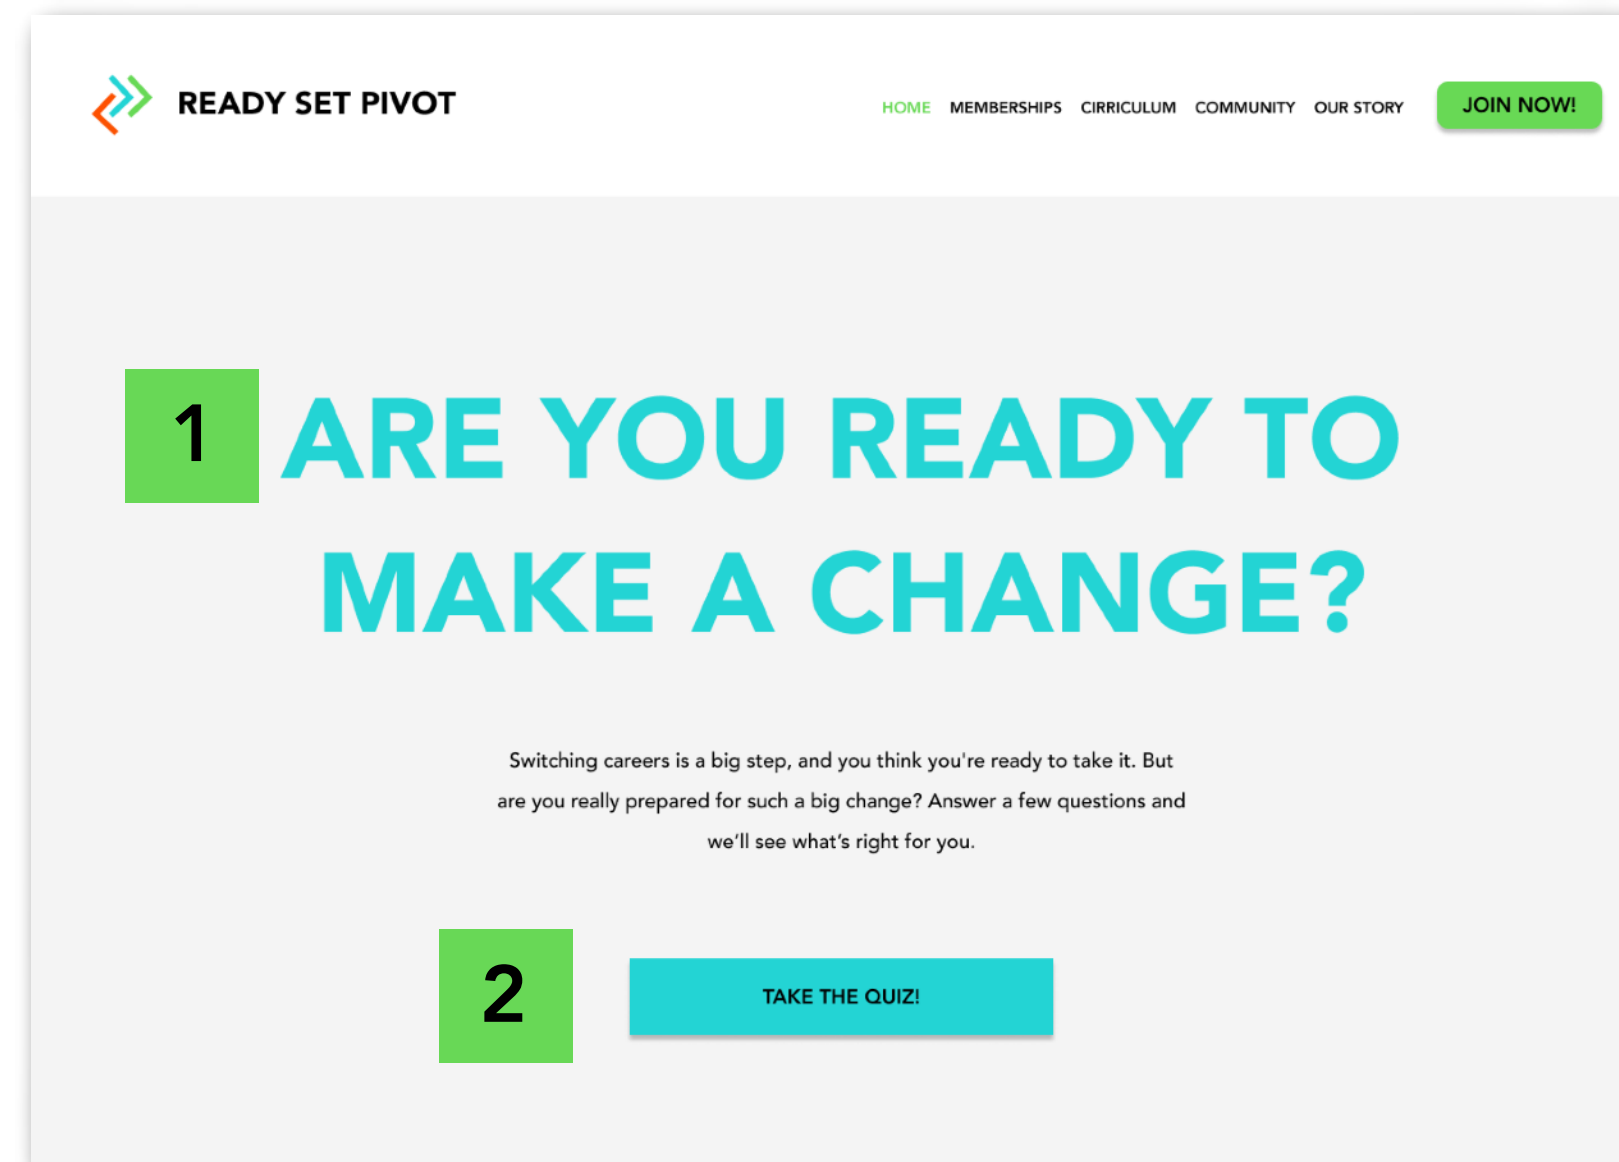 READY SET PIVOT
HOME MEMBERSHIPS CIRRICULUM COMMUNITY OUR STORY JOIN NOW!
1 ARE YOU READY TO
MAKE A CHANGE?
Switching careers is a big step, and you think you're ready to take it. But
are you really prepared for such a big change? Answer a few questions and
we’ll see what’s right for you.
2 TAKE THE QUIZ!